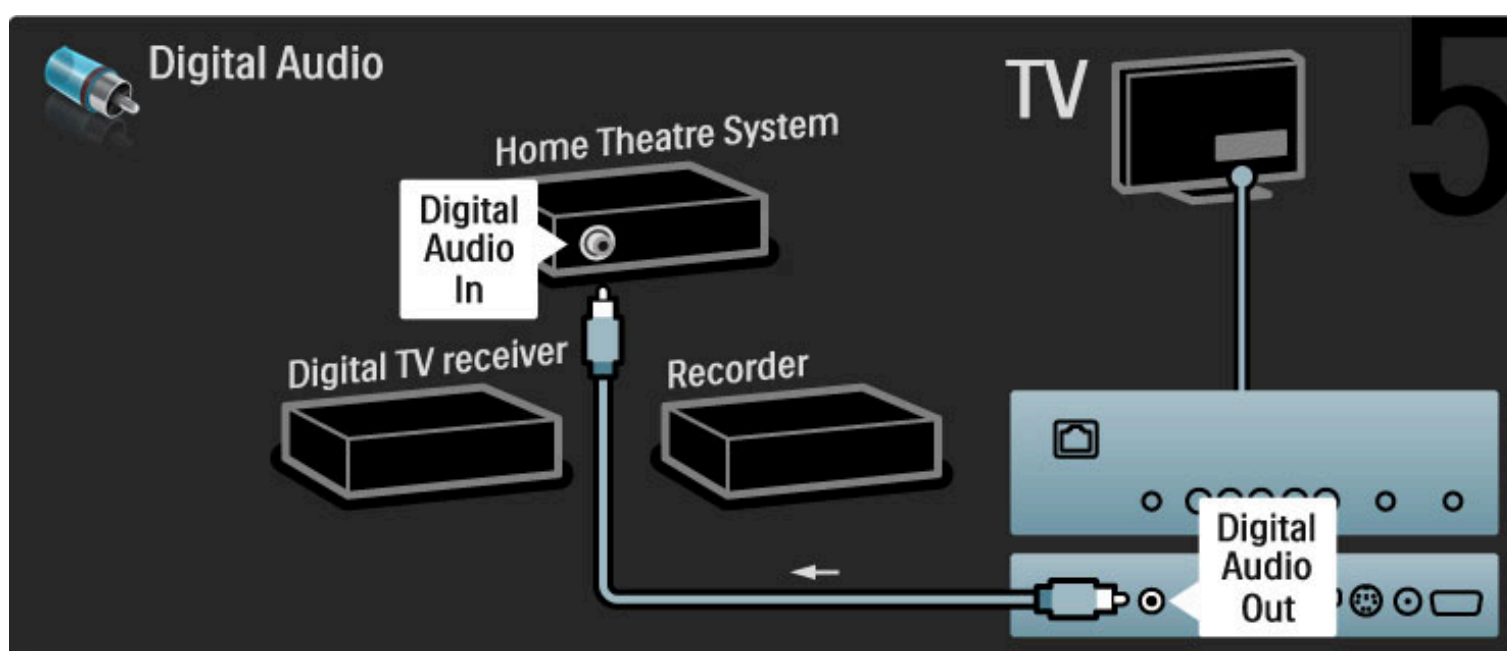 Digital Audio
TV
5
Home Theatre System
Digital
Audio
In
Digital TV receiver
Recorder
Digital
Audio
Out